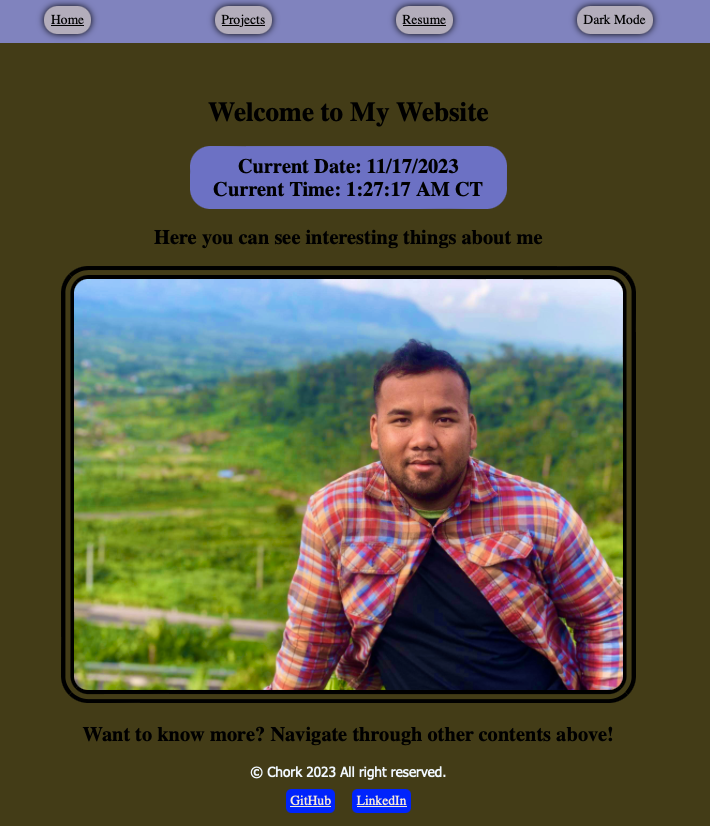 Home Projects Resume Dark Mode
Welcome to My Website
Current Date: 11/17/2023
Current Time: 1:27:17 AM CT
Here you can see interesting things about me
Want to know more? Navigate through other contents above!
© Chork 2023 All right reserved.
GitHub LinkedIn